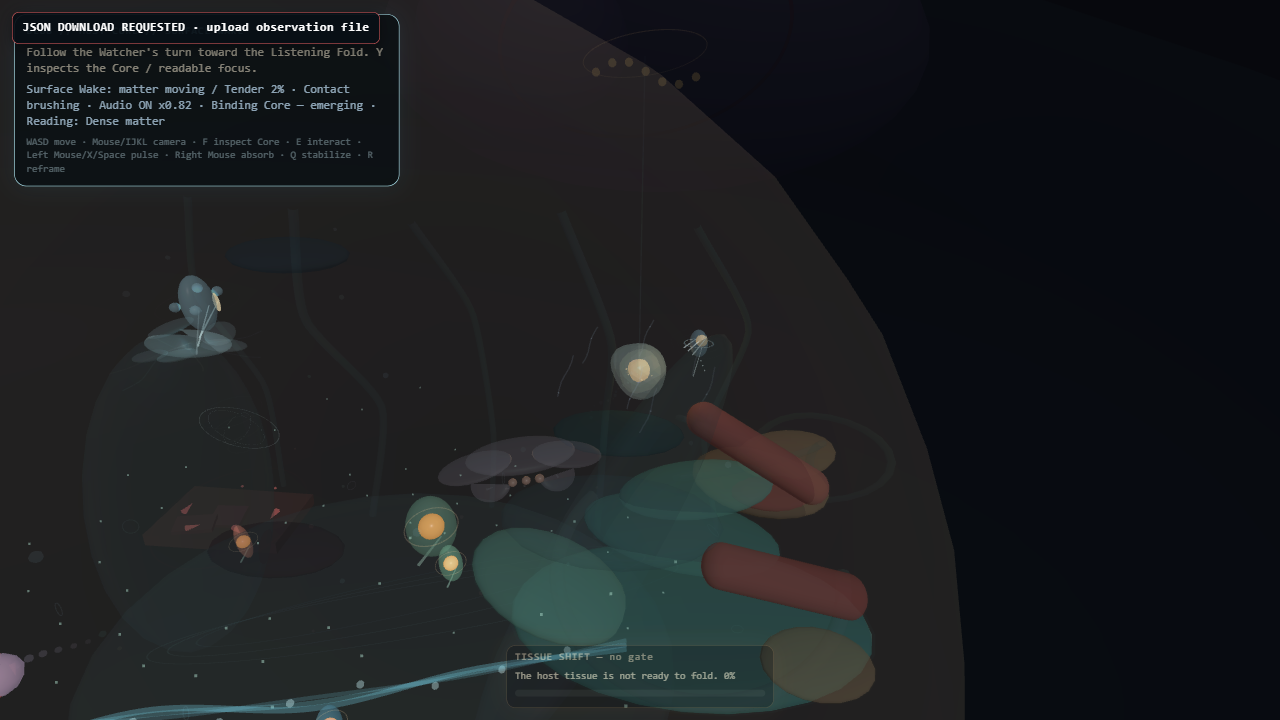 JSON DOWNLOAD REQUESTED · upload observation file
Follow the Watcher's turn toward the Listening Fold. Y
inspects the Core / readable focus.
Surface Wake: matter moving / Tender 2% · Contact
brushing · Audio ON x0.82 · Binding Core — emerging ·
Reading: Dense matter
WASD move · Mouse/IJKL camera · F inspect Core · E interact ·
Left Mouse/X/Space pulse · Right Mouse absorb · Q stabilize · R
reframe
TISSUE SHIFT — no gate
The host tissue is not ready to fold. 0%